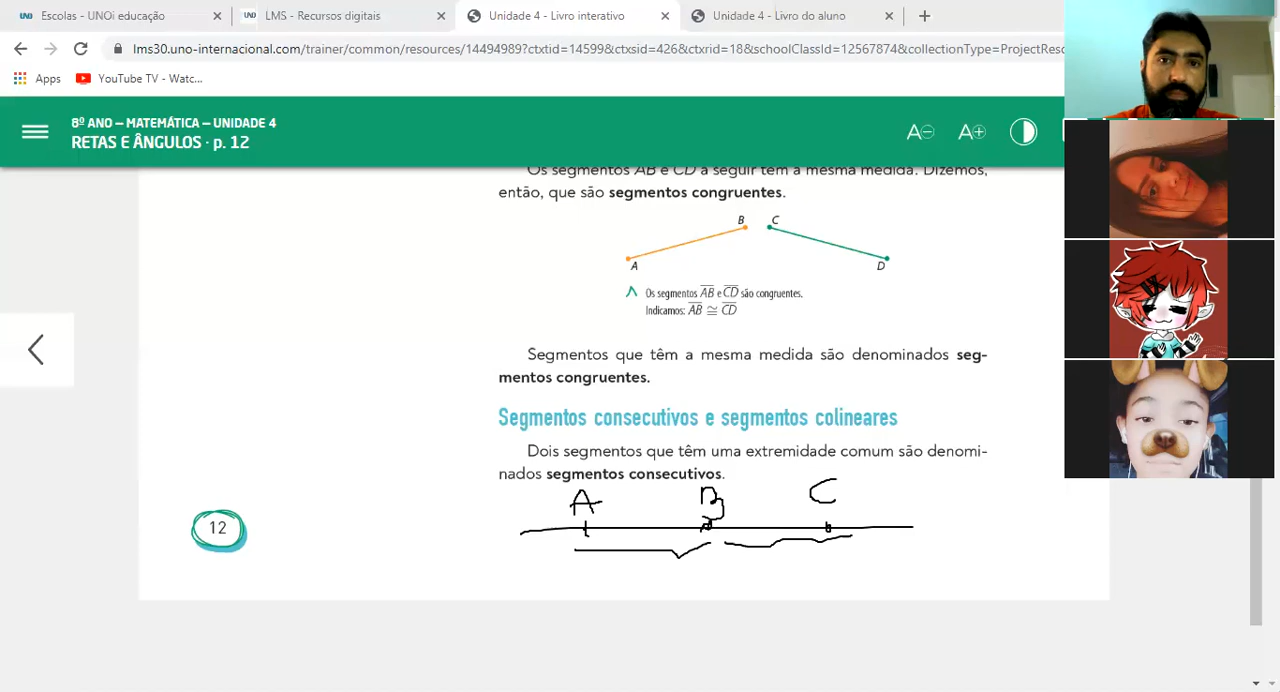 Escolas - UNOi educação
LMS - Recursos digitais
Unidade 4 - Livro interativo
Unidade 4 - Livro do aluno
lms30.uno-internacional.com/trainer/common/resources/14494989?ctxtid=14599&ctxsid=426&ctxrid=18&schoolClassId=12567874&collectionType=ProjectReso
Apps
YouTube TV - Watc...
8º ANO – MATEMÁTICA – UNIDADE 4
RETAS E ÂNGULOS · p. 12
A− A+
Os segmentos AB e CD a seguir têm a mesma medida. Dizemos,
então, que são segmentos congruentes.
B C
A D
Os segmentos A̅B̅ e C̅D̅ são congruentes.
Indicamos: A̅B̅ ≅ C̅D̅
Segmentos que têm a mesma medida são denominados seg-
mentos congruentes.
Segmentos consecutivos e segmentos colineares
Dois segmentos que têm uma extremidade comum são denomi-
nados segmentos consecutivos.
A B C
12